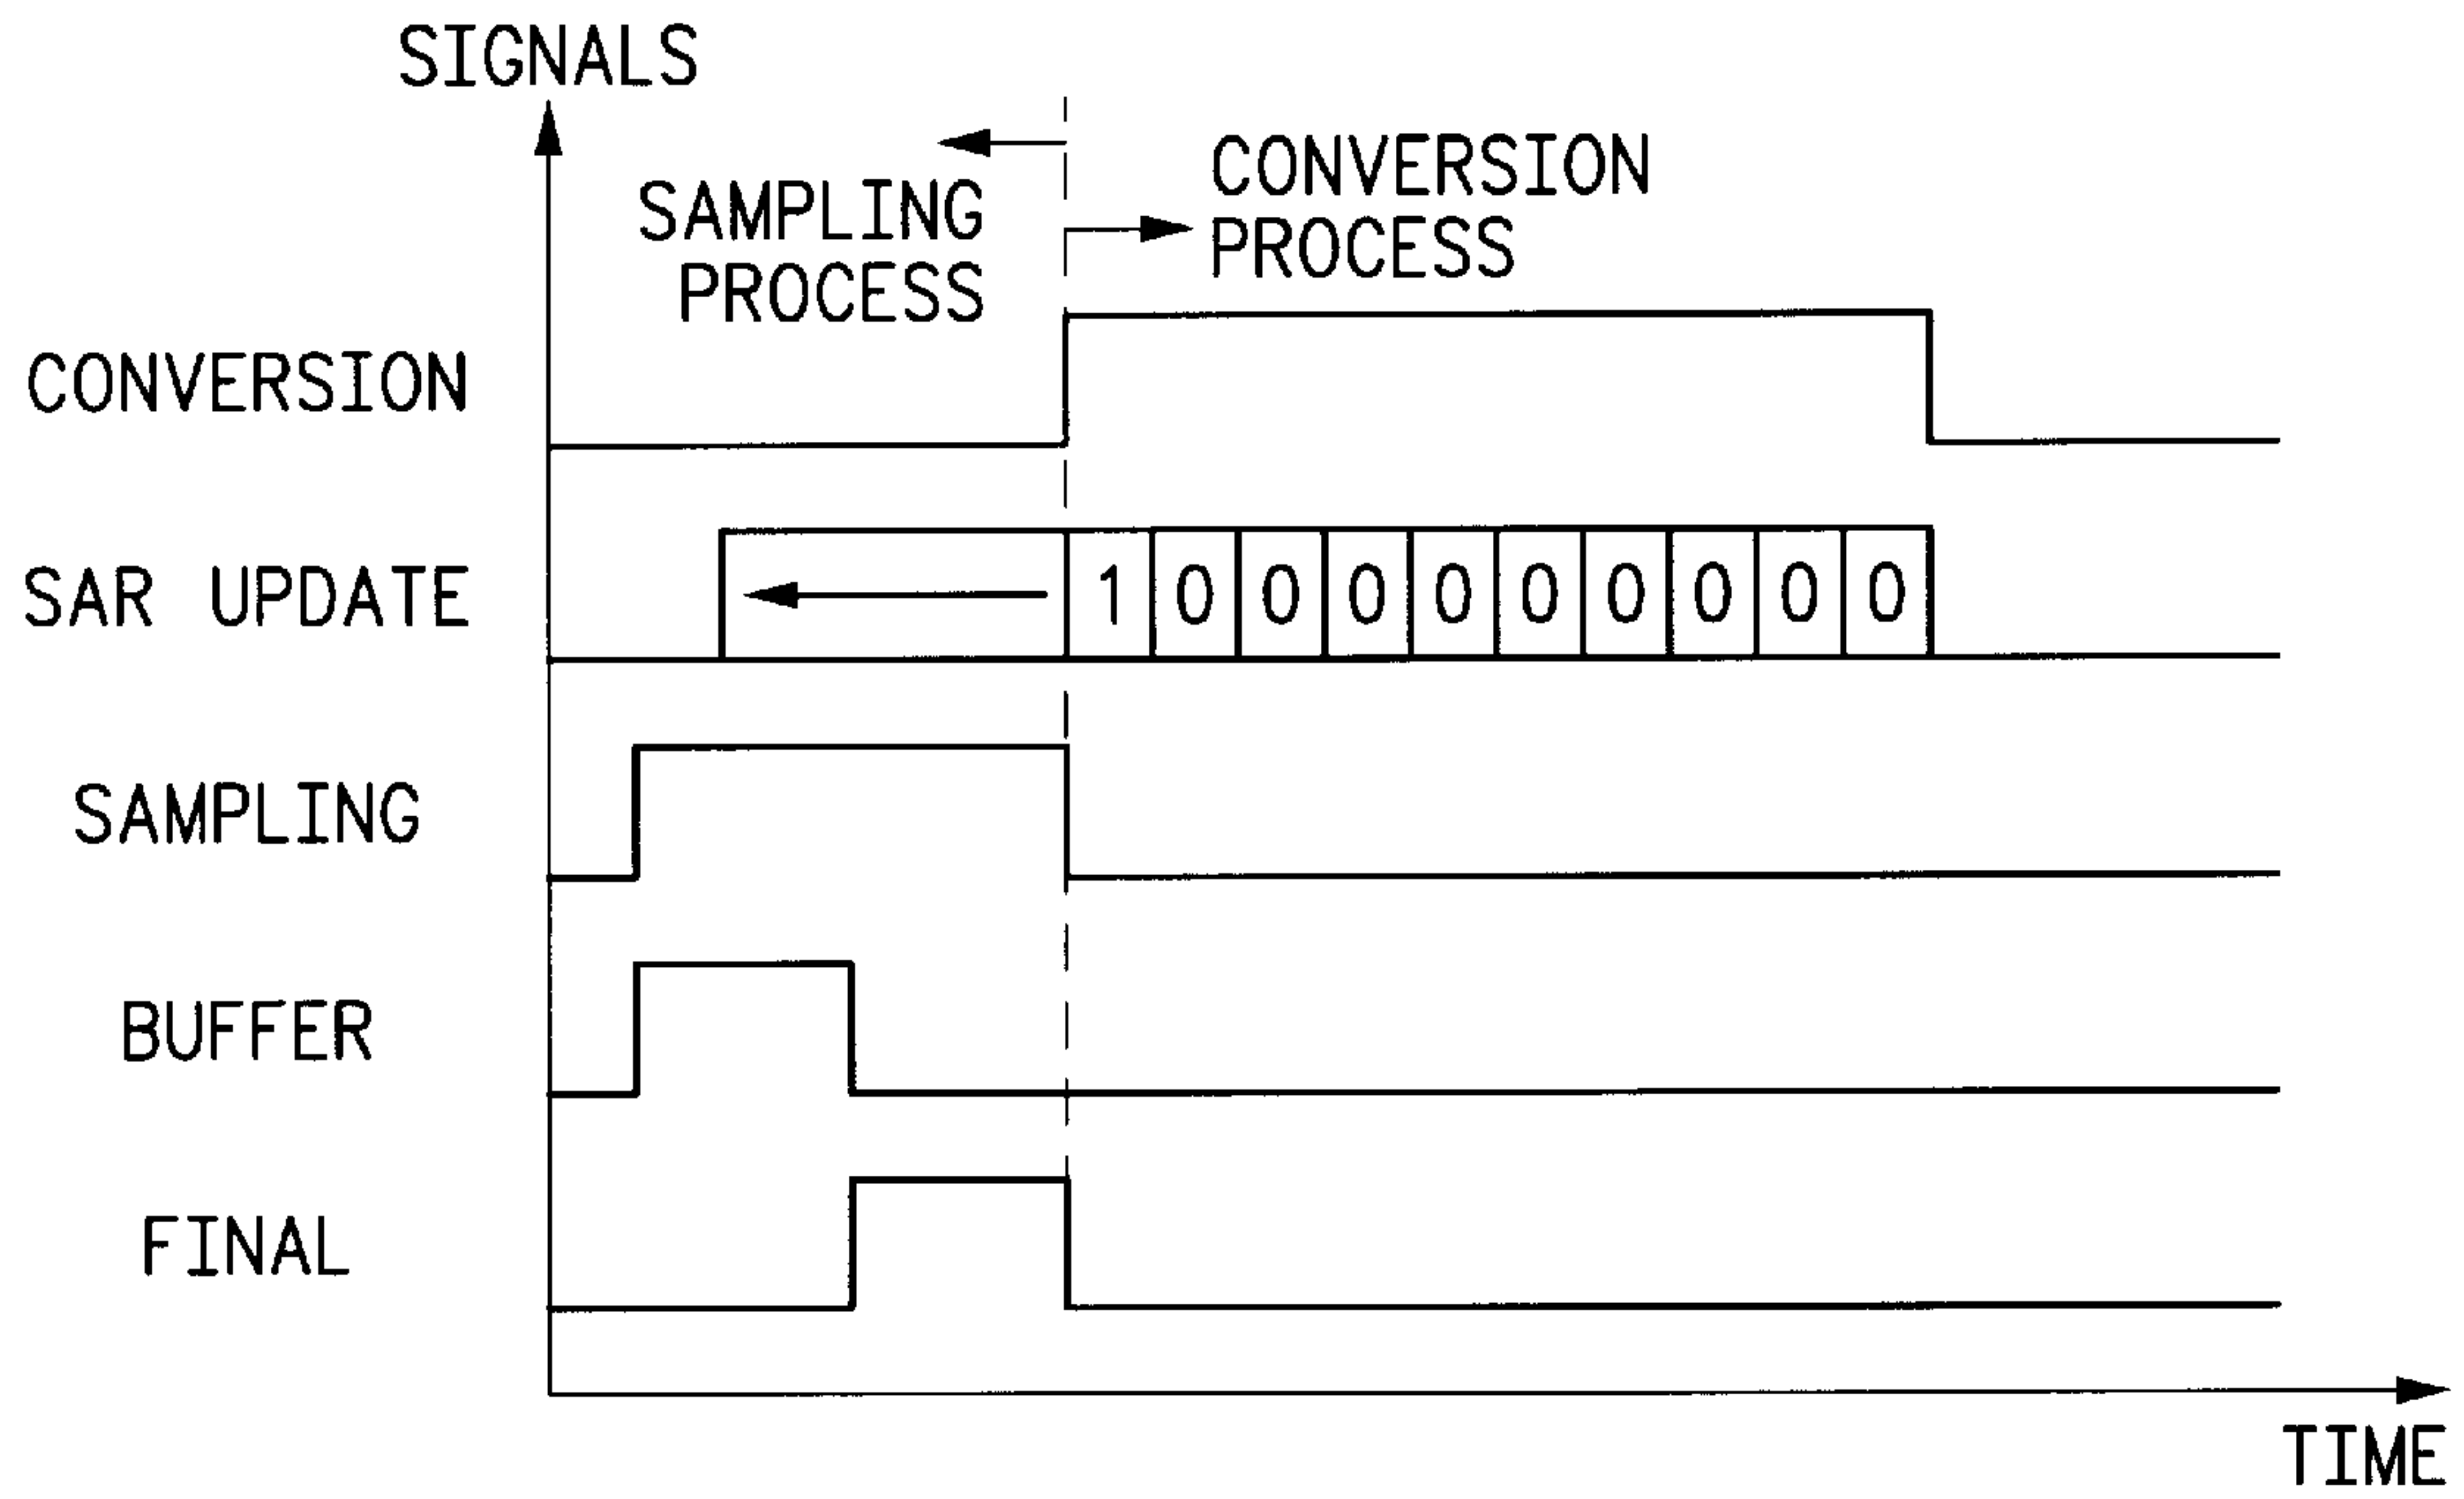 SIGNALS
SAMPLING
PROCESS
CONVERSION
PROCESS
CONVERSION
SAR UPDATE
1 0 0 0 0 0 0 0 0 0
SAMPLING
BUFFER
FINAL
TIME